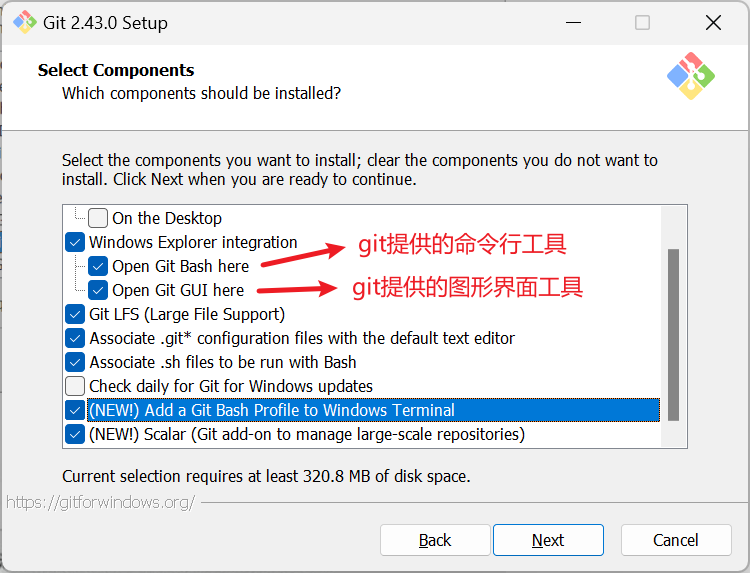 Git 2.43.0 Setup
Select Components
Which components should be installed?
Select the components you want to install; clear the components you do not want to
install. Click Next when you are ready to continue.
On the Desktop
Windows Explorer integration
git提供的命令行工具
Open Git Bash here
Open Git GUI here
git提供的图形界面工具
Git LFS (Large File Support)
Associate .git* configuration files with the default text editor
Associate .sh files to be run with Bash
Check daily for Git for Windows updates
(NEW!) Add a Git Bash Profile to Windows Terminal
(NEW!) Scalar (Git add-on to manage large-scale repositories)
Current selection requires at least 320.8 MB of disk space.
https://gitforwindows.org/
Back
Next
Cancel